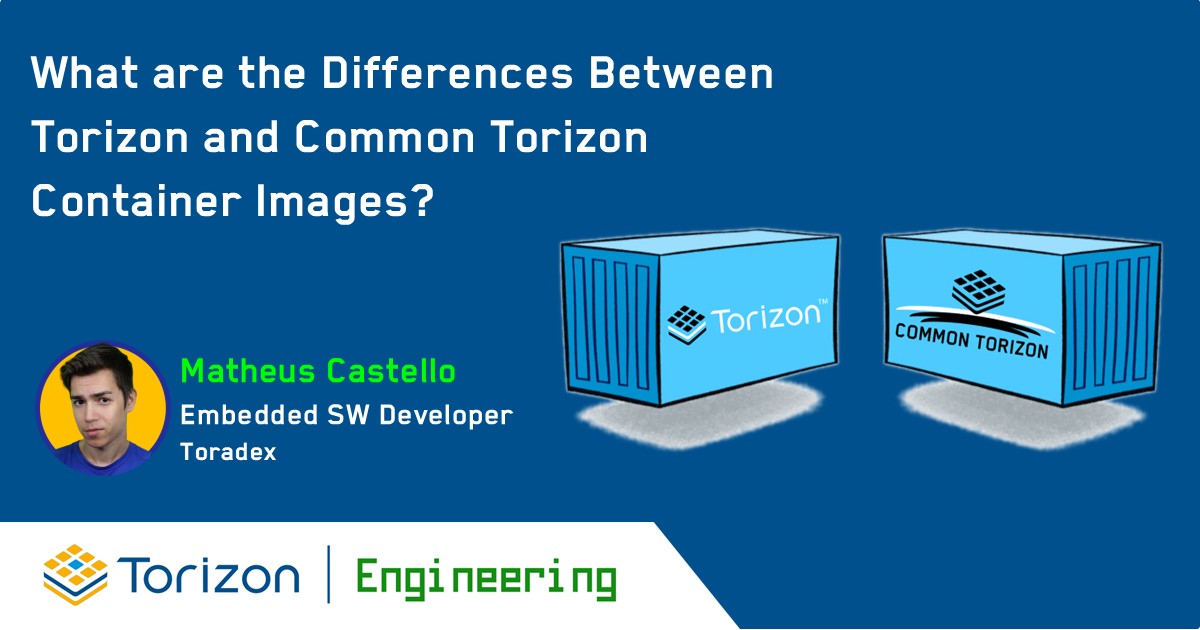 What are the Differences Between
Torizon and Common Torizon
Container Images?
Torizon™
COMMON TORIZON
Matheus Castello
Embedded SW Developer
Toradex
Torizon | Engineering